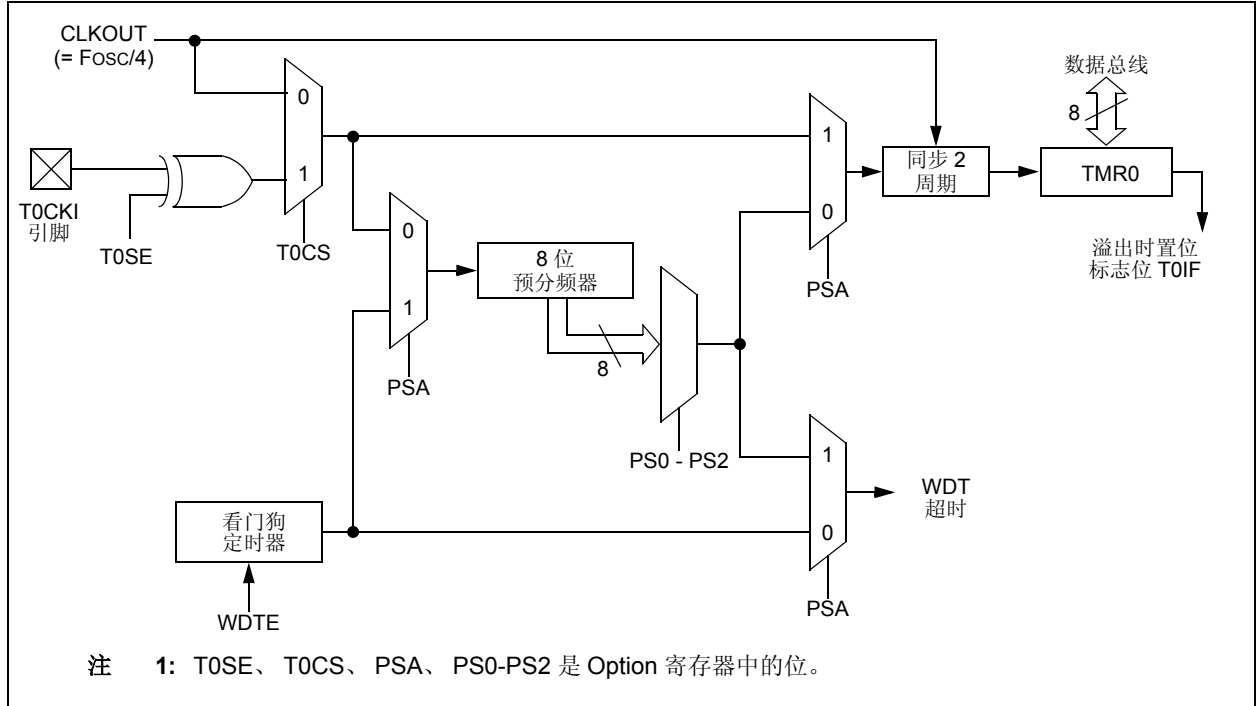 CLKOUT
(= FOSC/4)
数据总线
0
1
8
1
同步 2
周期
TMR0
T0CKI
引脚
T0SE
T0CS
0
8 位
预分频器
0
溢出时置位
标志位 T0IF
PSA
1
8
PSA
PS0 - PS2
1
WDT
超时
看门狗
定时器
0
WDTE
PSA
注 1: T0SE、 T0CS、 PSA、 PS0-PS2 是 Option 寄存器中的位。